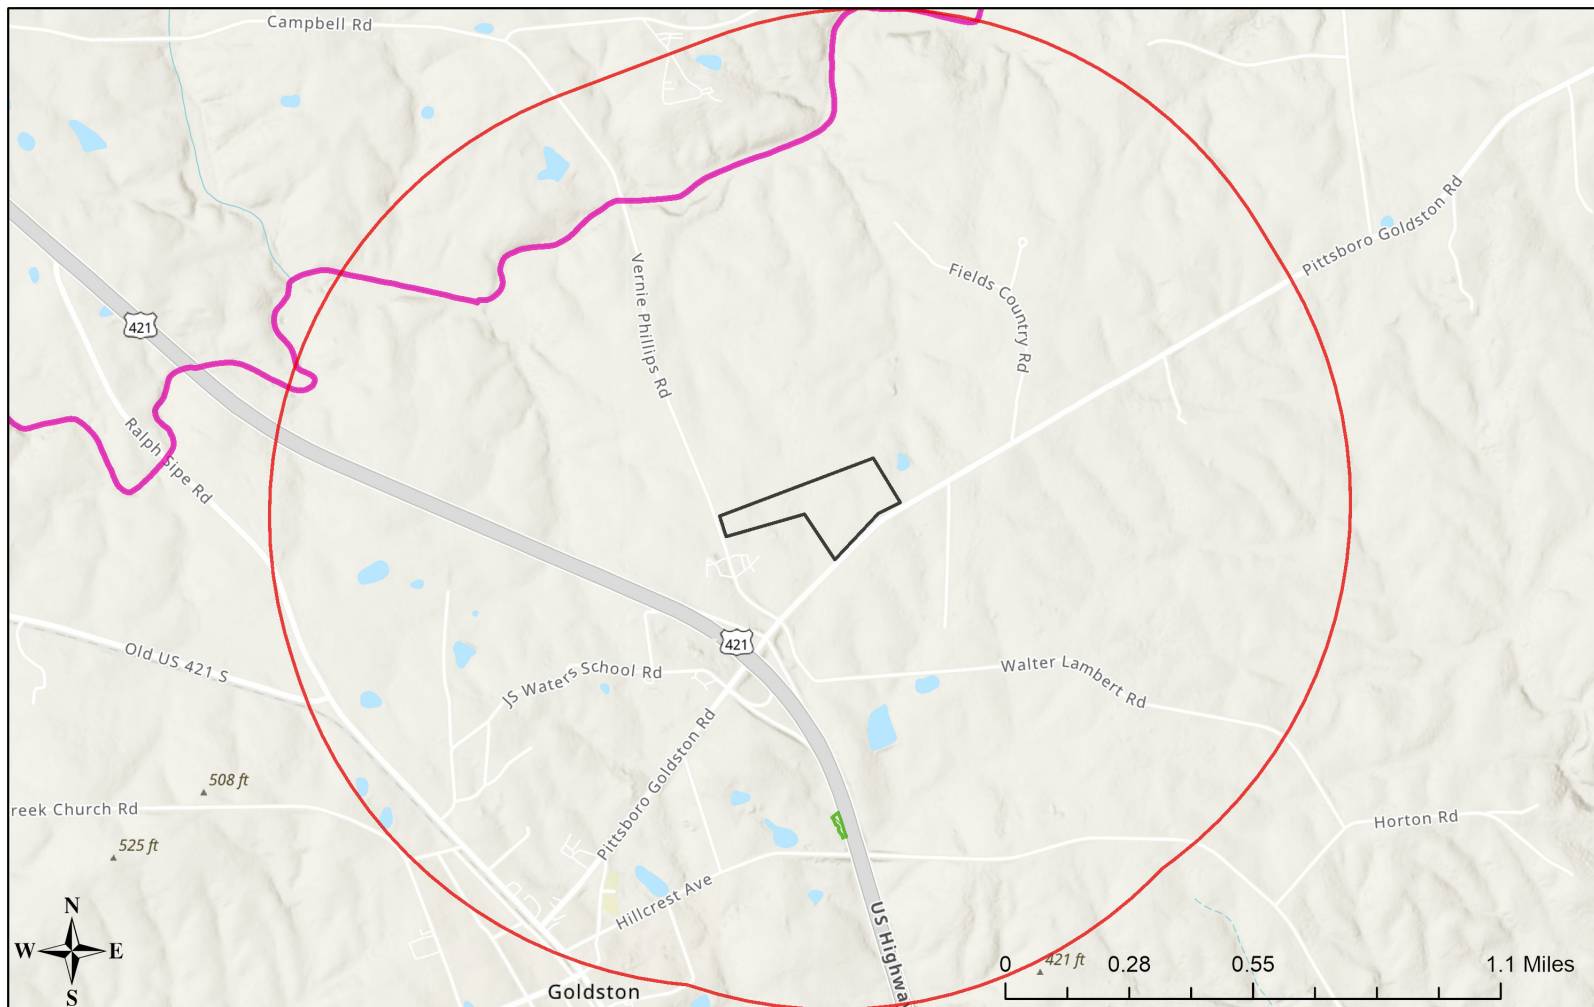 Campbell Rd
Pittsboro Goldston Rd
Vernie Phillips Rd
Fields Country Rd
421
Ralph Sipe Rd
Old US 421 S
421
JS Waters School Rd
Walter Lambert Rd
Pittsboro Goldston Rd
508 ft
reek Church Rd
525 ft
Horton Rd
Hillcrest Ave
US Highwa
N
W E
S
Goldston
421 ft
0 0.28 0.55 1.1 Miles